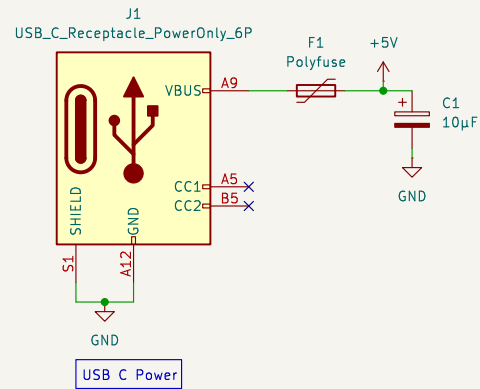 J1
USB_C_Receptacle_PowerOnly_6P
F1
Polyfuse
+5V
VBUS
A9
C1
10µF
+
GND
CC1
A5
CC2
B5
SHIELD
GND
S1
A12
GND
USB C Power